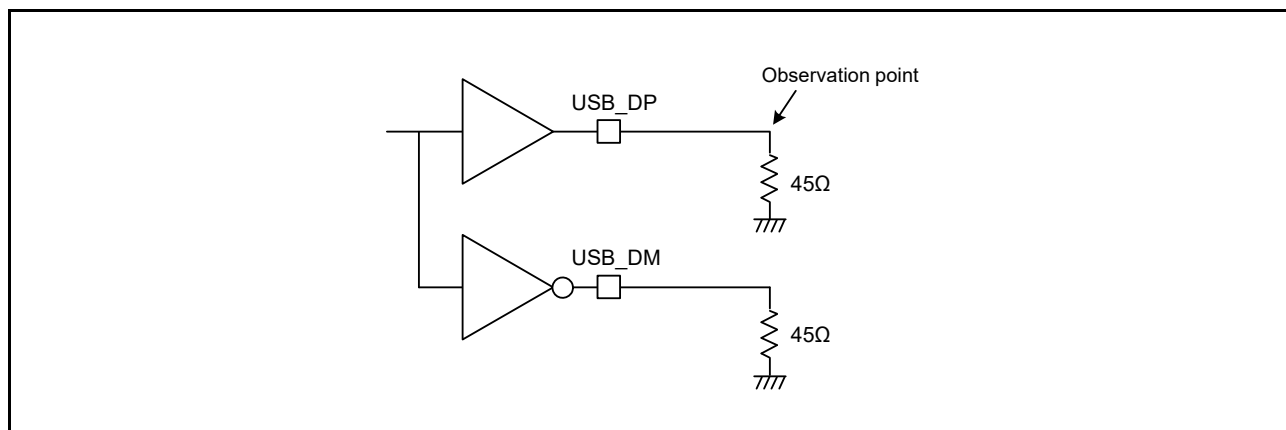 Observation point
USB_DP
45Ω
USB_DM
45Ω